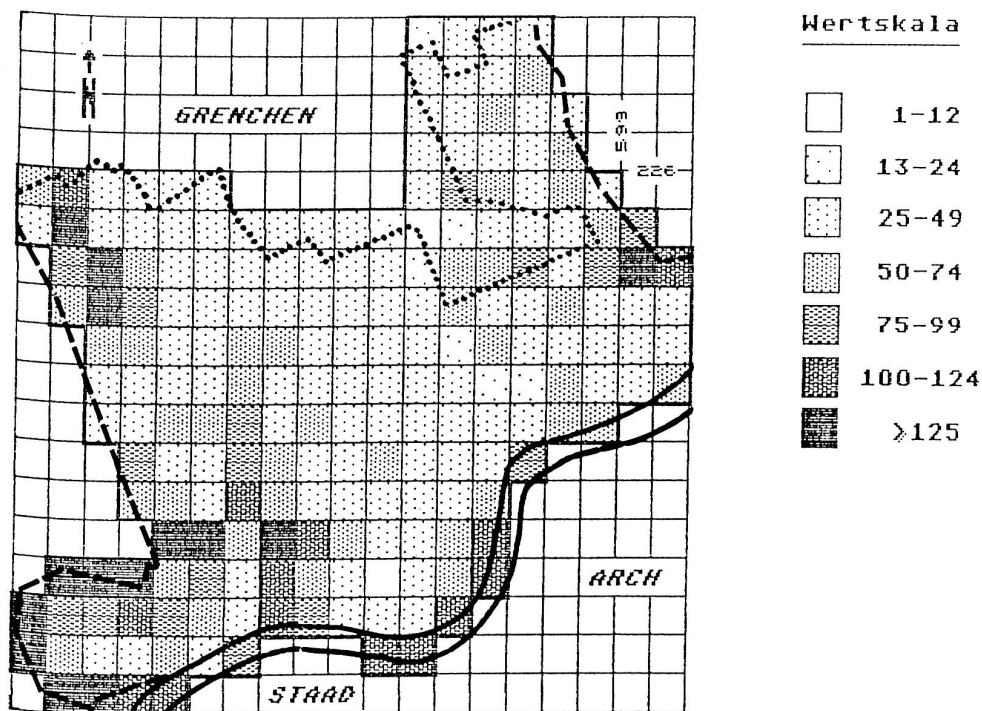 GRENCHEN
593
226
ARCH
STAAD
Wertskala
1-12
13-24
25-49
50-74
75-99
100-124
>125